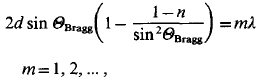 2d sin Θ_Bragg (1 − (1 − n)/(sin²Θ_Bragg)) = mλ
m = 1, 2, ... ,